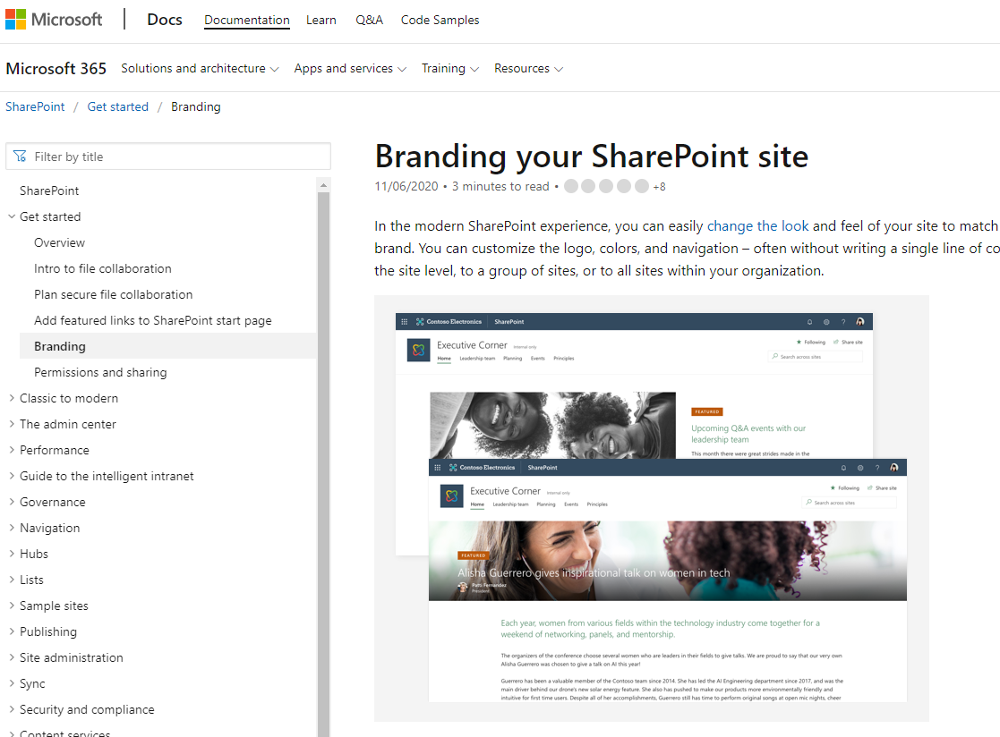 Microsoft
Docs
Documentation
Learn
Q&A
Code Samples
Microsoft 365
Solutions and architecture
Apps and services
Training
Resources
SharePoint / Get started / Branding
Filter by title
SharePoint
Get started
Overview
Intro to file collaboration
Plan secure file collaboration
Add featured links to SharePoint start page
Branding
Permissions and sharing
Classic to modern
The admin center
Performance
Guide to the intelligent intranet
Governance
Navigation
Hubs
Lists
Sample sites
Publishing
Site administration
Sync
Security and compliance
Content services
Branding your SharePoint site
11/06/2020 • 3 minutes to read • +8
In the modern SharePoint experience, you can easily change the look and feel of your site to match
brand. You can customize the logo, colors, and navigation – often without writing a single line of co
the site level, to a group of sites, or to all sites within your organization.
Contoso Electronics SharePoint ?
Executive Corner Internal only
Following Share site
Home Leadership team Planning Events Principles
Search across sites
FEATURED
Upcoming Q&A events with our
leadership team
This month there were great strides made in the
Contoso Electronics SharePoint ?
Executive Corner Internal only
Following Share site
Home Leadership team Planning Events Principles
Search across sites
FEATURED
Alisha Guerrero gives inspirational talk on women in tech
Patti Fernandez
President
Each year, women from various fields within the technology industry come together for a
weekend of networking, panels, and mentorship.
The organizers of the conference choose several women who are leaders in their fields to give talks. We are proud to say that our very own
Alisha Guerrero was chosen to give a talk on AI this year!
Guerrero has been a valuable member of the Contoso team since 2014. She has led the AI Engineering department since 2017, and was the
main driver behind our drone's new solar energy feature. She also has pushed to make our products more environmentally friendly and
intuitive for first time users. Despite all of her accomplishments, Guerrero still has time to perform original songs at open mic nights, cheer